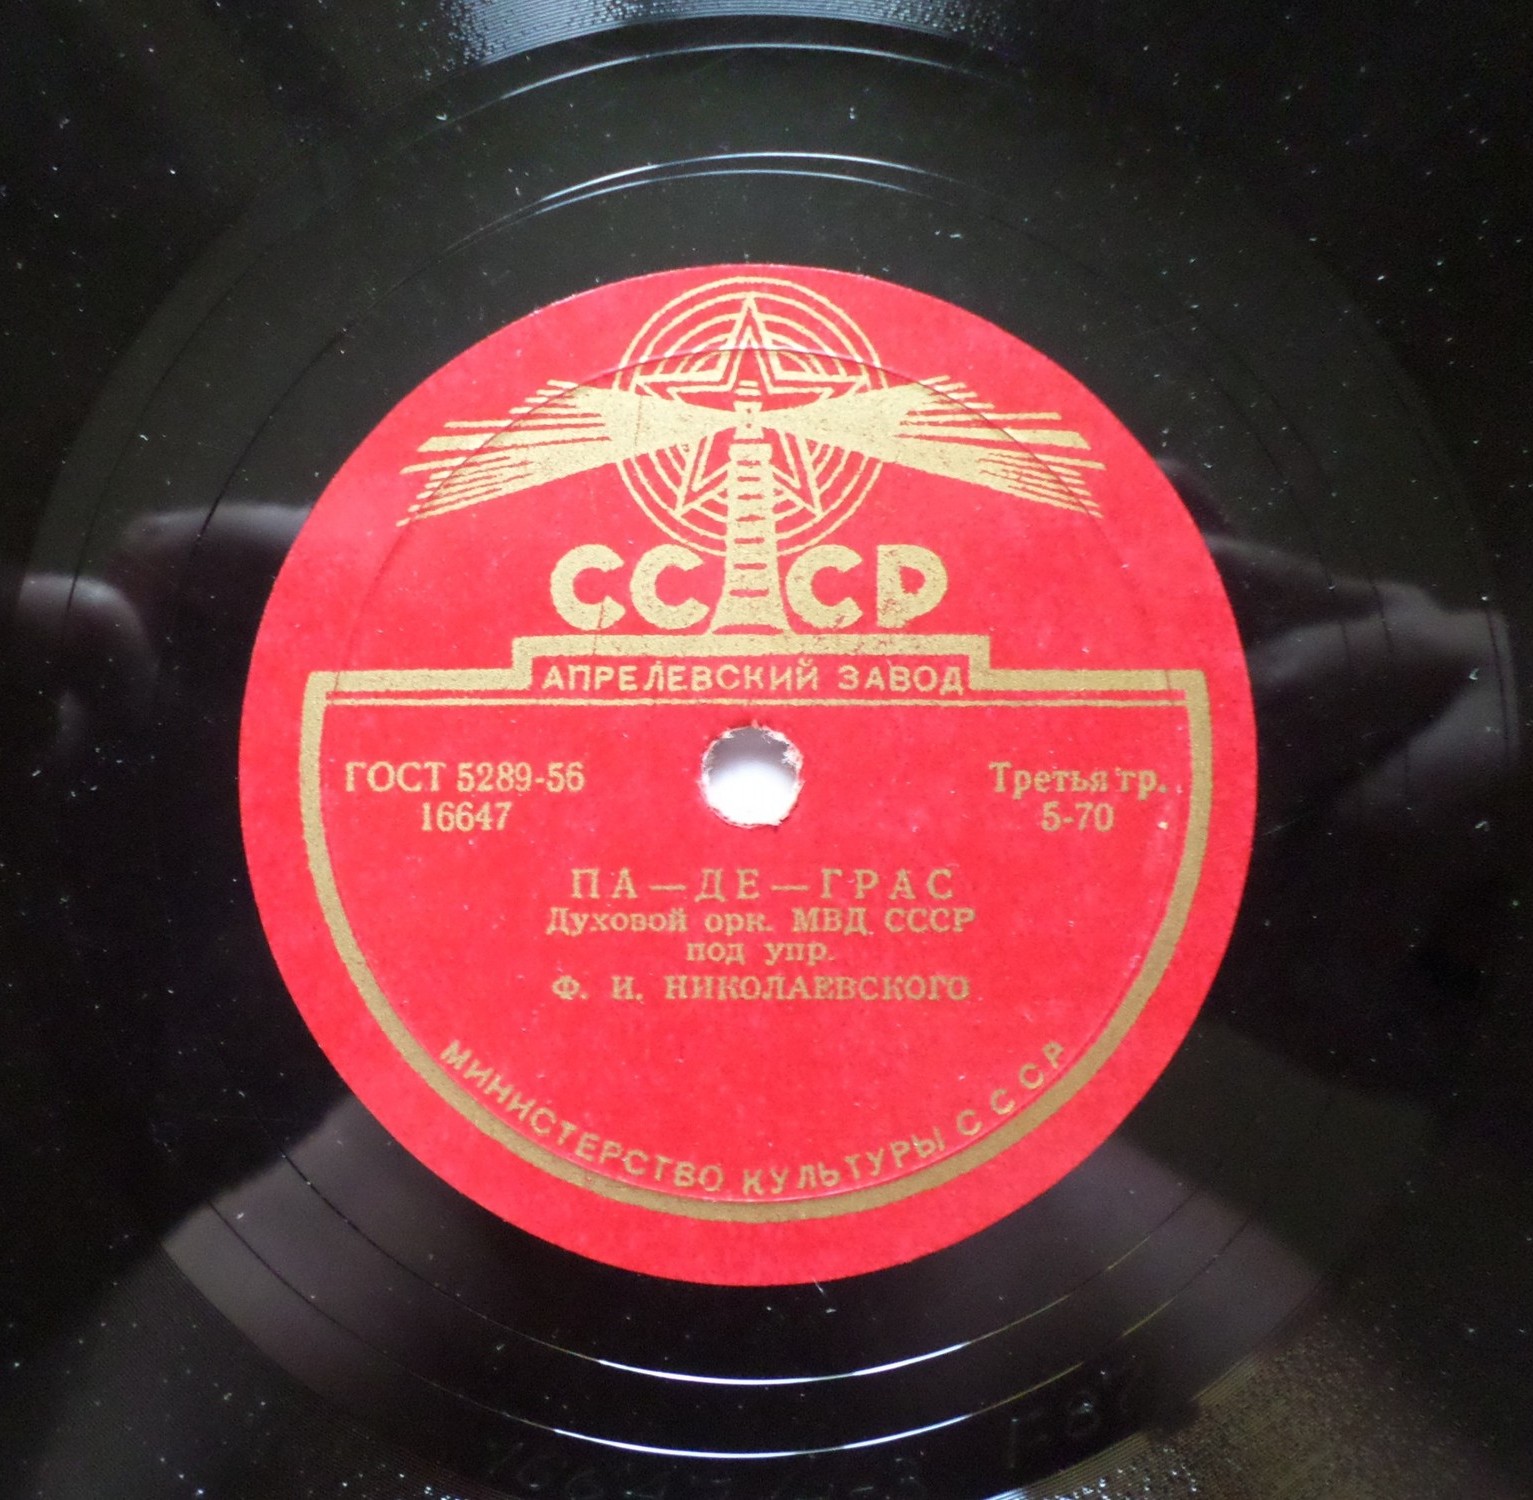 СССР
АПРЕЛЕВСКИЙ ЗАВОД
ГОСТ 5289-56
16647
Третья гр.
5-70
ПА—ДЕ—ГРАС
Духовой орк. МВД СССР
под упр.
Ф. И. НИКОЛАЕВСКОГО
МИНИСТЕРСТВО КУЛЬТУРЫ СССР